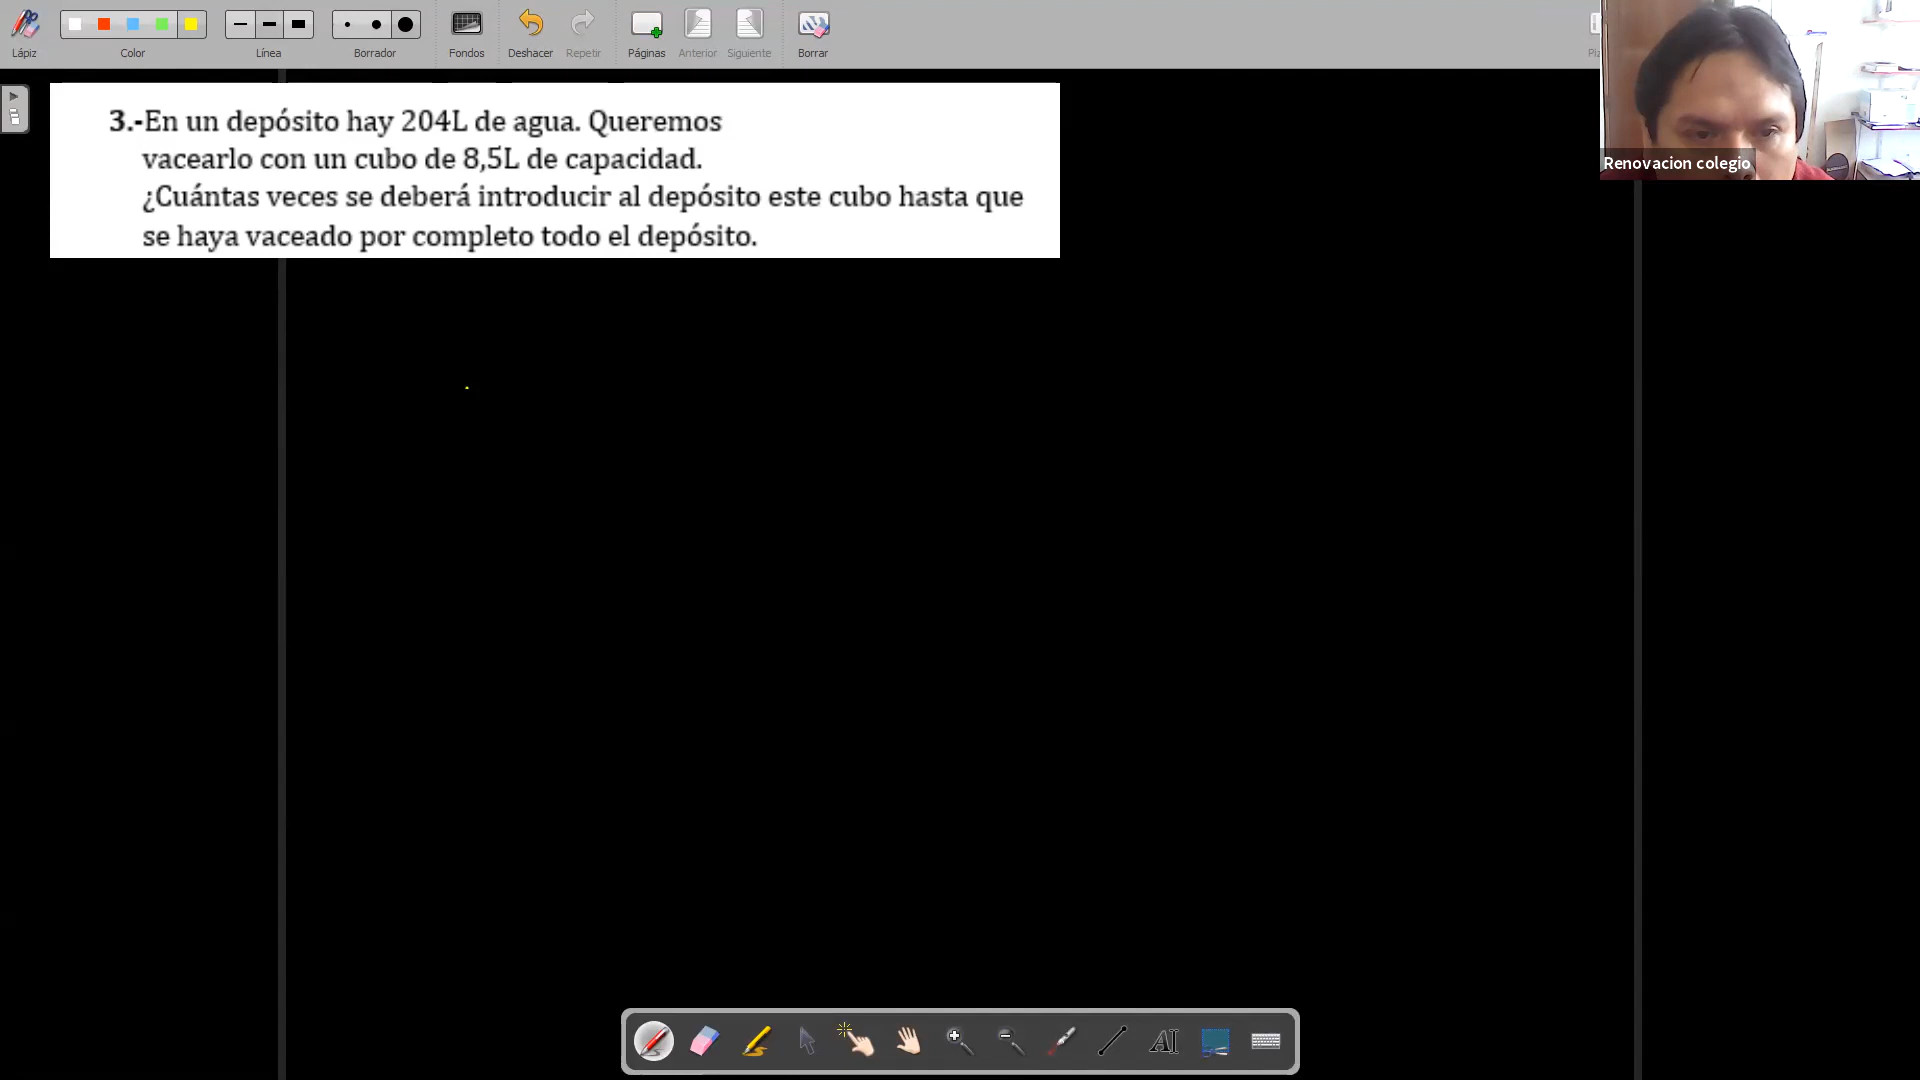 Lápiz
Color
Línea
Borrador
Fondos
Deshacer
Repetir
Páginas
Anterior
Siguiente
Borrar
Renovacion colegio
3.-En un depósito hay 204L de agua. Queremos
vacearlo con un cubo de 8,5L de capacidad.
¿Cuántas veces se deberá introducir al depósito este cubo hasta que
se haya vaceado por completo todo el depósito.
AI